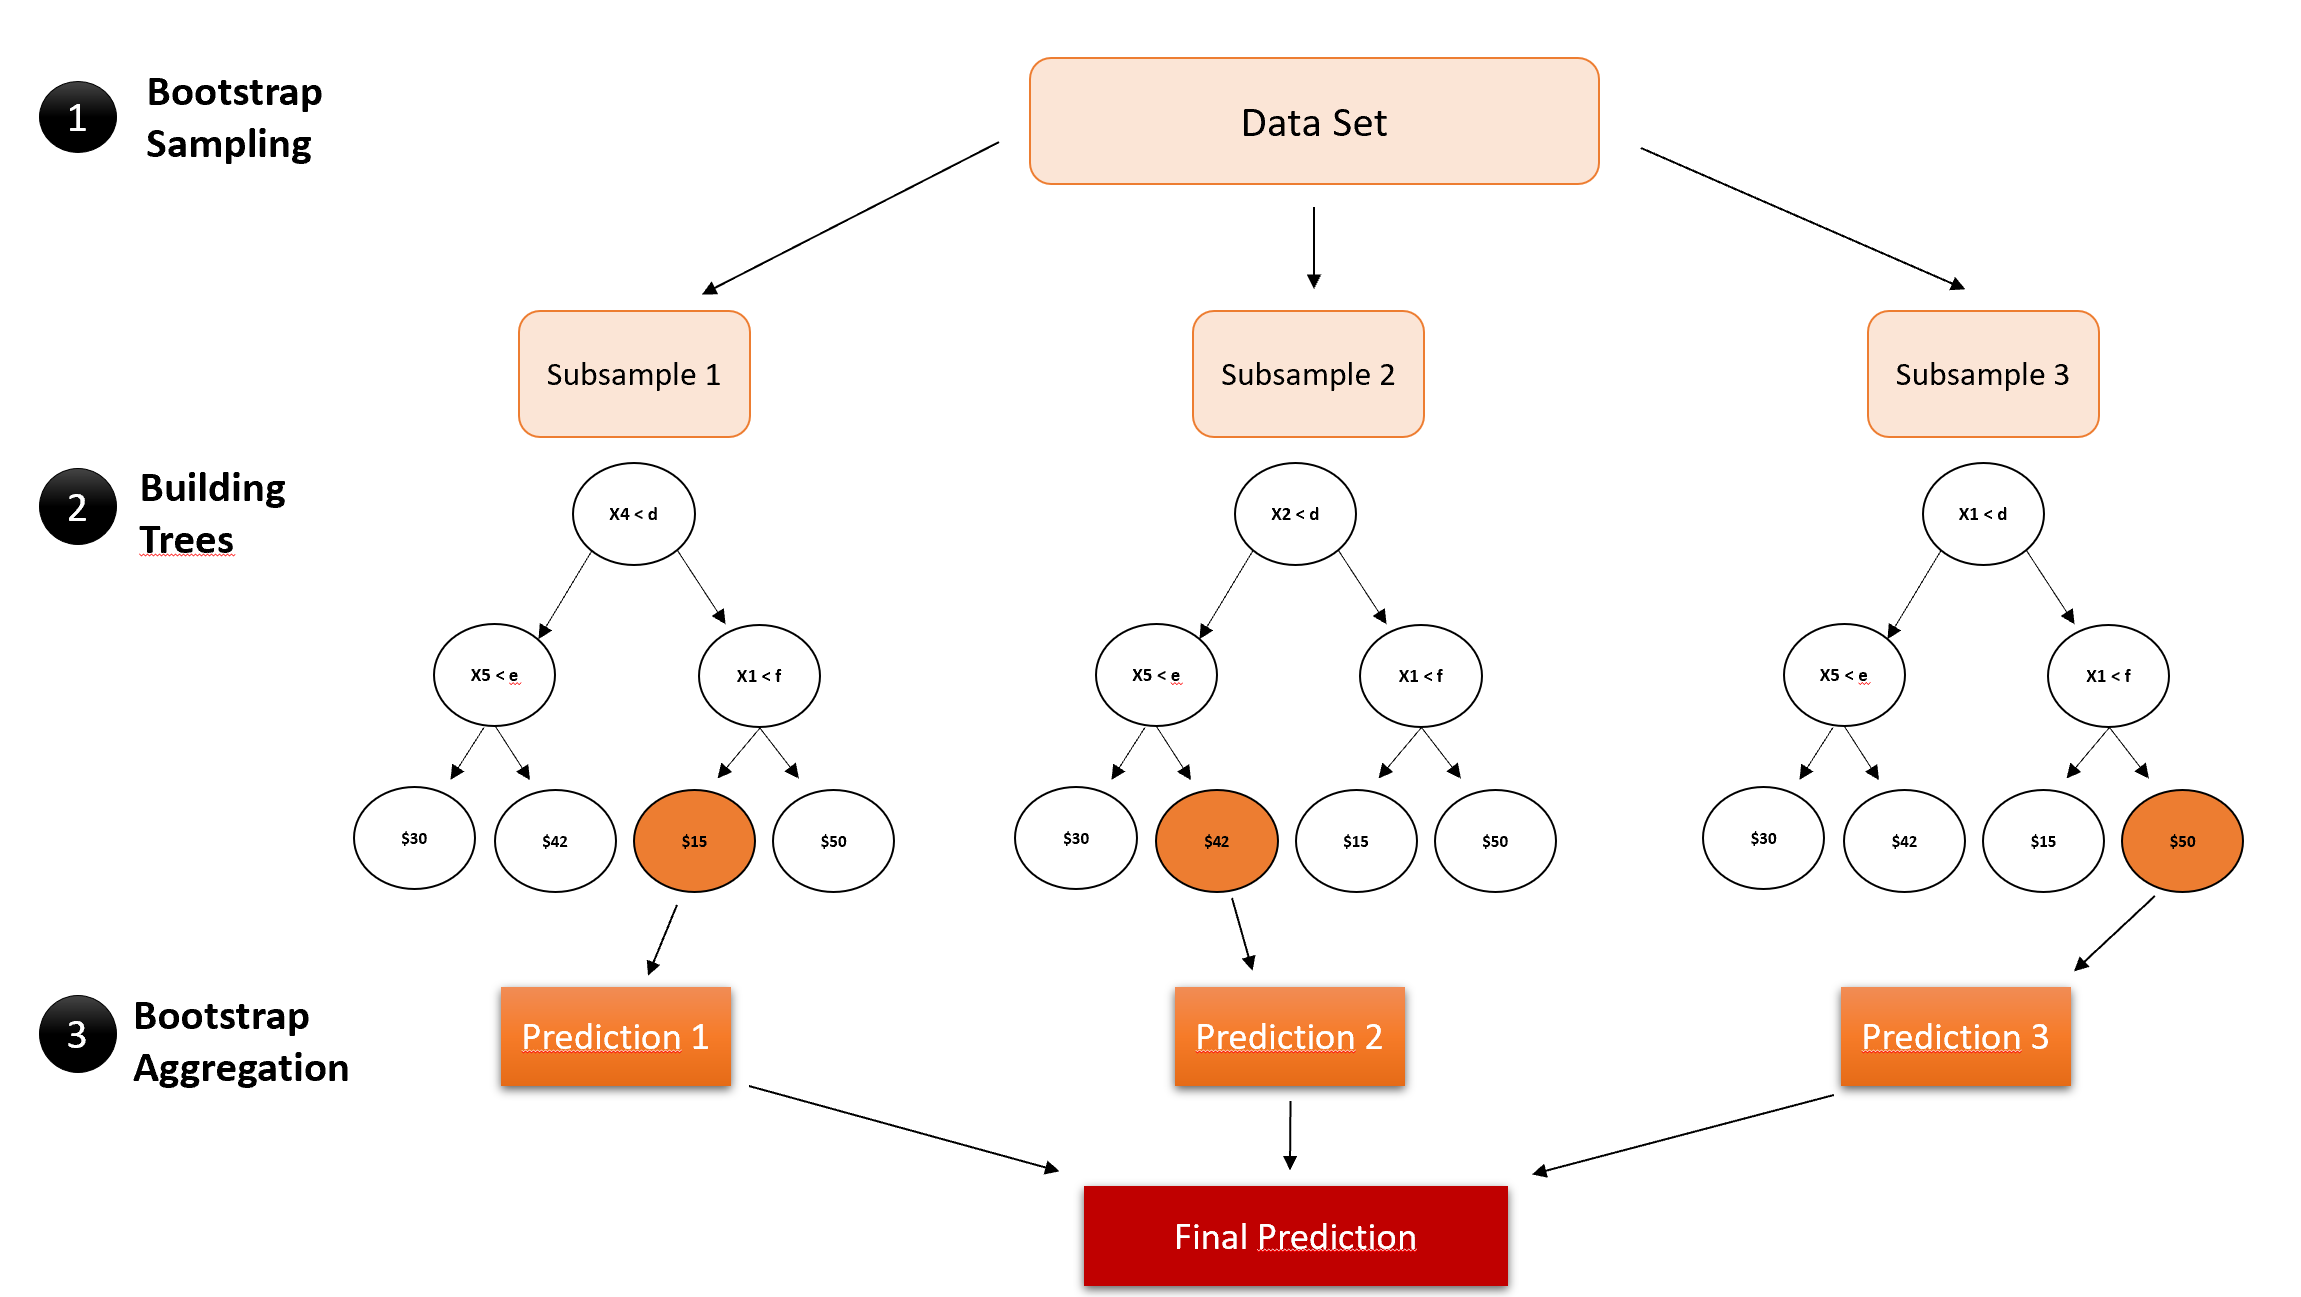 1
Bootstrap
Sampling
Data Set
Subsample 1
Subsample 2
Subsample 3
2
Building
Trees
X4 < d
X2 < d
X1 < d
X5 < e
X1 < f
X5 < e
X1 < f
X5 < e
X1 < f
$30
$42
$15
$50
$30
$42
$15
$50
$30
$42
$15
$50
3
Bootstrap
Aggregation
Prediction 1
Prediction 2
Prediction 3
Final Prediction